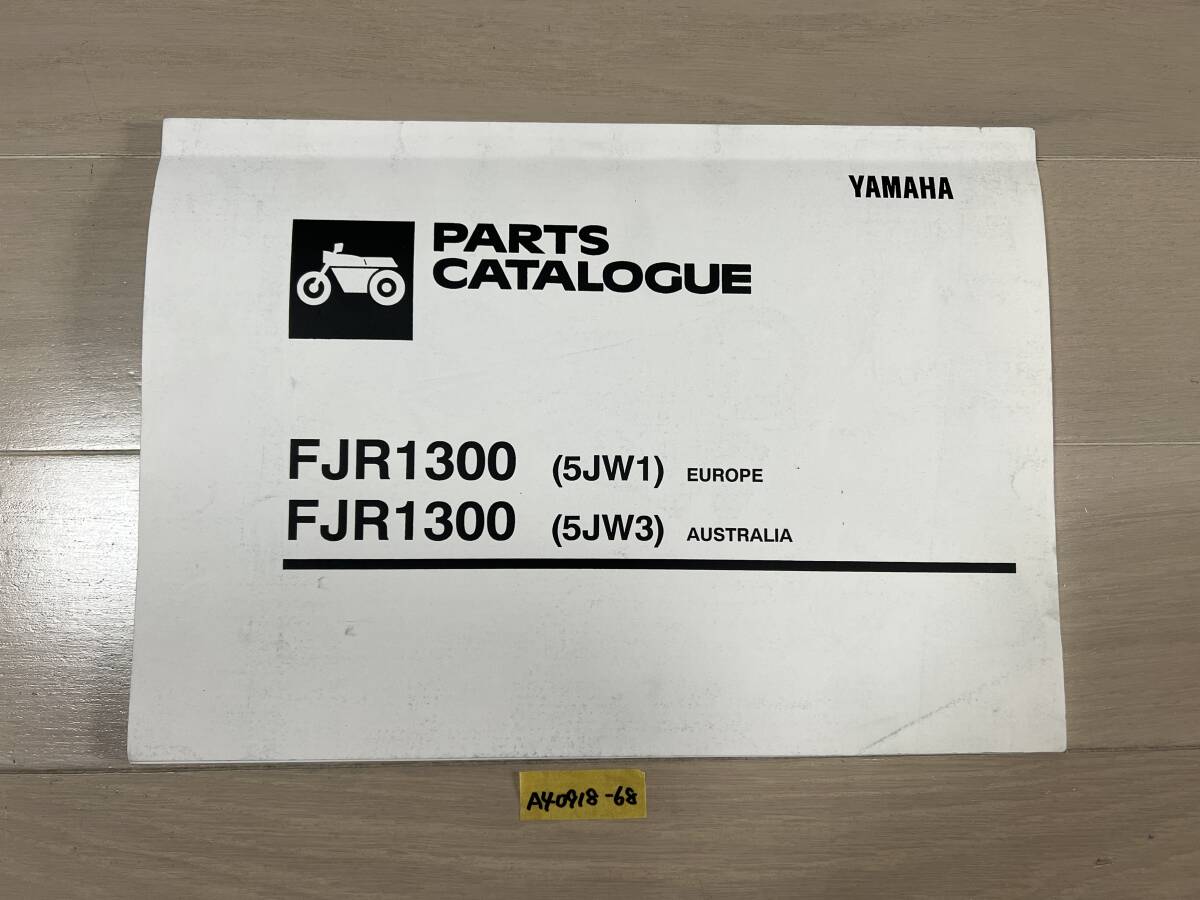 YAMAHA
PARTS
CATALOGUE
FJR1300 (5JW1) EUROPE
FJR1300 (5JW3) AUSTRALIA
A40918-68